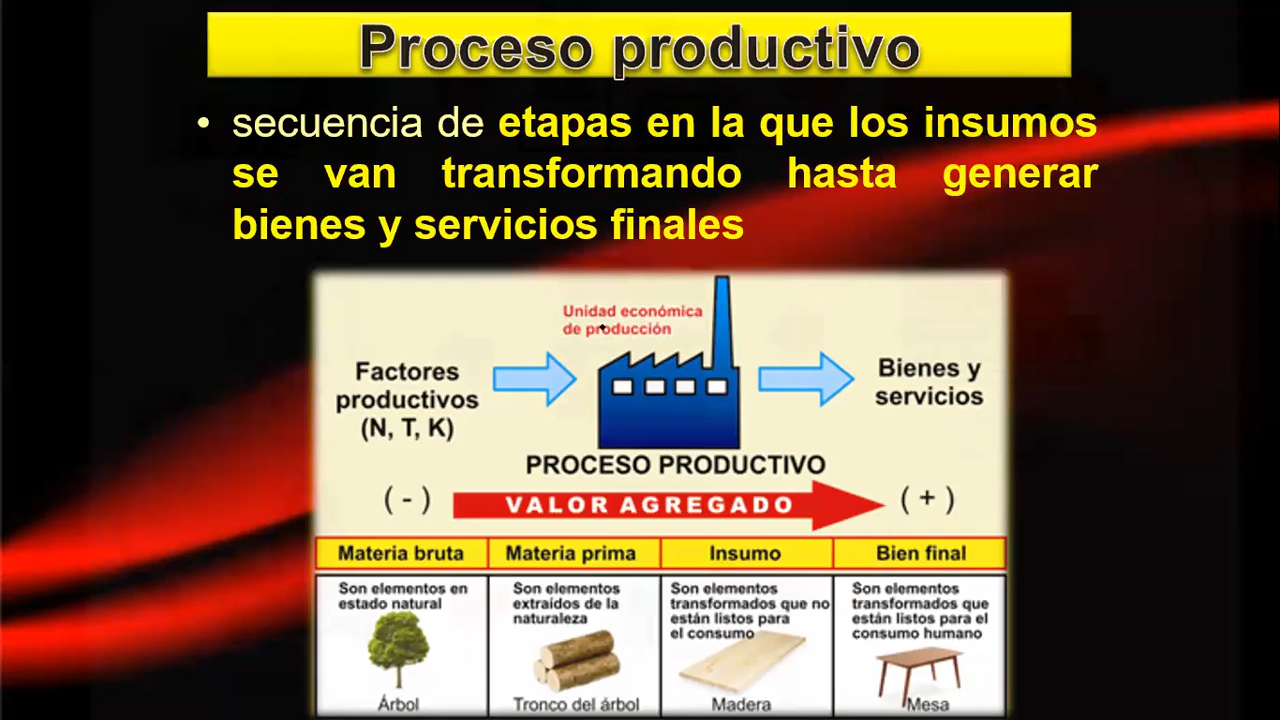 Proceso productivo
• secuencia de etapas en la que los insumos
se van transformando hasta generar
bienes y servicios finales
Unidad económica
de producción
Factores
productivos
(N, T, K)
Bienes y
servicios
PROCESO PRODUCTIVO
( - )
VALOR AGREGADO
( + )
Materia bruta
Materia prima
Insumo
Bien final
Son elementos en
estado natural
Árbol
Son elementos
extraídos de la
naturaleza
Tronco del árbol
Son elementos
transformados que no
están listos para
el consumo
Madera
Son elementos
transformados que
están listos para el
consumo humano
Mesa